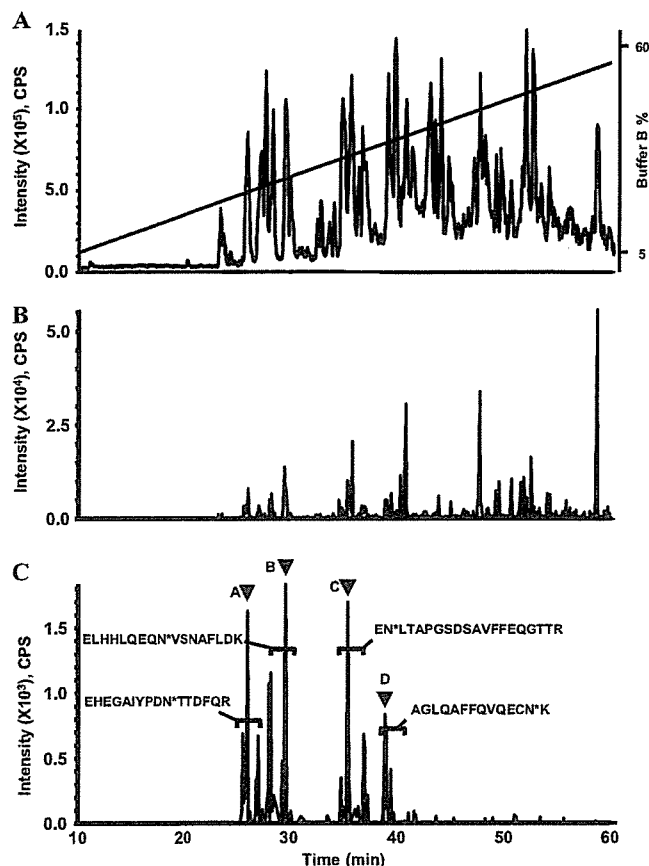 A
Intensity (X10⁵), CPS
1.5
1.0
5.0
0.0
60
5
Buffer B %
B
Intensity (X10⁴), CPS
5.0
2.5
0.0
C
Intensity (X10³), CPS
1.5
1.0
0.5
0.0
A
B
C
D
ELHHLQEQN*VSNAFLDK
EN*LTAPGSDSAVFFEQGTTR
EHEGAIYPDN*TTDFQR
AGLQAFFQVQECN*K
10
20
30
40
50
60
Time (min)